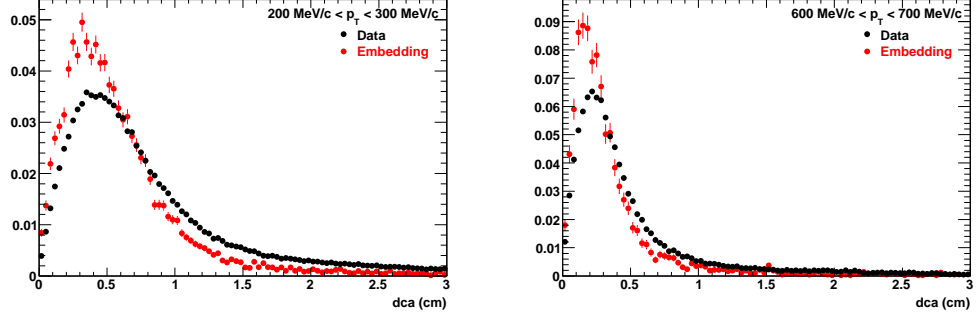 200 MeV/c < p_T < 300 MeV/c
Data
Embedding
0.05
0.04
0.03
0.02
0.01
0
0 0.5 1 1.5 2 2.5 3
dca (cm)
600 MeV/c < p_T < 700 MeV/c
Data
Embedding
0.09
0.08
0.07
0.06
0.05
0.04
0.03
0.02
0.01
0
0 0.5 1 1.5 2 2.5 3
dca (cm)